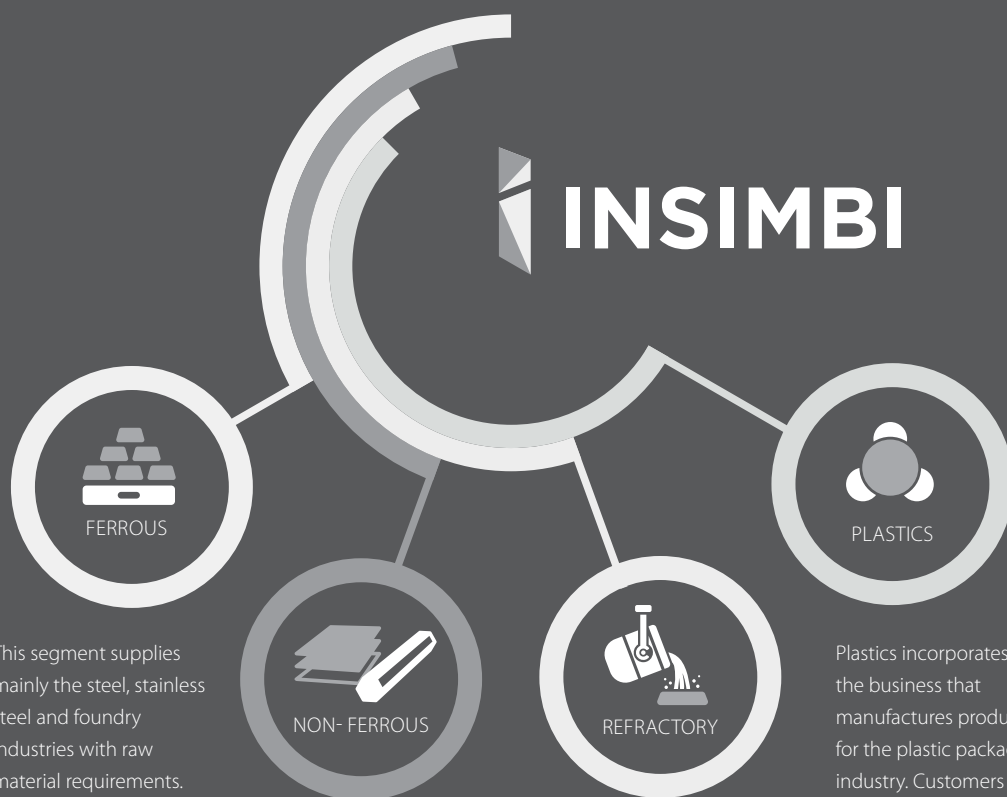 INSIMBI
FERROUS
PLASTICS
NON- FERROUS
REFRACTORY
This segment supplies
mainly the steel, stainless
steel and foundry
industries with raw
material requirements.
Plastics incorporates
the business that
manufactures
for the plastic
industry. Customers